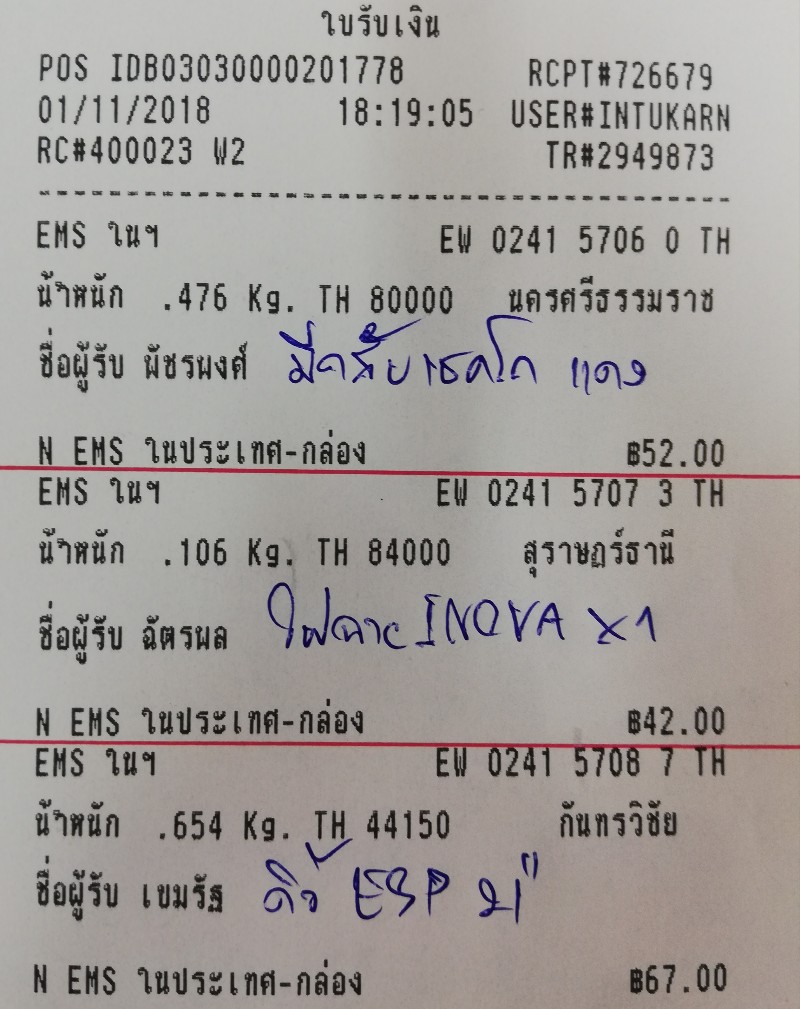 ใบรับเงิน
POS IDB03030000201778 RCPT#726679
01/11/2018 18:19:05 USER#INTUKARN
RC#400023 W2 TR#2949873
EMS ในฯ EW 0241 5706 0 TH
น้ำหนัก .476 Kg. TH 80000 นครศรีธรรมราช
ชื่อผู้รับ พัชรพงศ์ แดง
N EMS ในประเทศ-กล่อง ฿52.00
EMS ในฯ EW 0241 5707 3 TH
น้ำหนัก .106 Kg. TH 84000 สุราษฎร์ธานี
ชื่อผู้รับ ฉัตรผล INOVA x1
N EMS ในประเทศ-กล่อง ฿42.00
EMS ในฯ EW 0241 5708 7 TH
น้ำหนัก .654 Kg. TH 44150 กันทรวิชัย
ชื่อผู้รับ เขมรัฐ
N EMS ในประเทศ-กล่อง ฿67.00